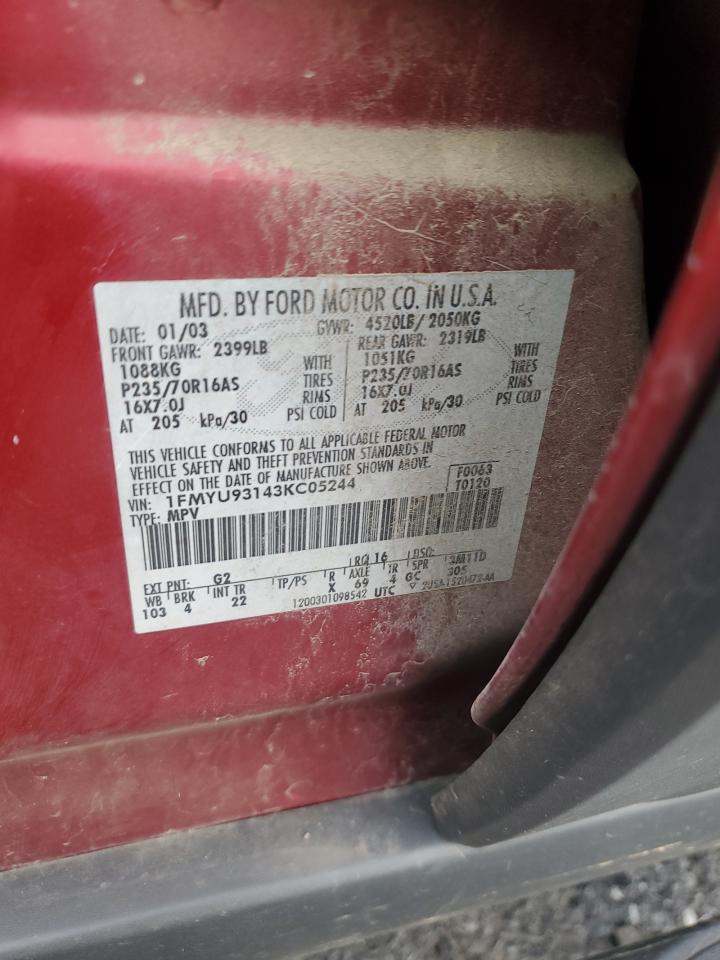 MFD. BY FORD MOTOR CO. IN U.S.A.
DATE: 01/03 GVWR: 4520LB/ 2050KG
FRONT GAWR: 2399LB REAR GAWR: 2319LB
1088KG WITH 1051KG WITH
P235/70R16AS TIRES P235/70R16AS TIRES
16X7.0J RIMS 16X7.0J RIMS
AT 205 kPa/30 PSI COLD AT 205 kPa/30 PSI COLD
THIS VEHICLE CONFORMS TO ALL APPLICABLE FEDERAL MOTOR
VEHICLE SAFETY AND THEFT PREVENTION STANDARDS IN
EFFECT ON THE DATE OF MANUFACTURE SHOWN ABOVE.
VIN: 1FMYU93143KC05244 F0063
TYPE: MPV T0120
EXT PNT: G2 RC: 16 DSO: 3M11D
WB BRK INT TR TP/PS R AXLE TR SPR
103 4 22 X 69 4 GC 305
1200301098542 UTC